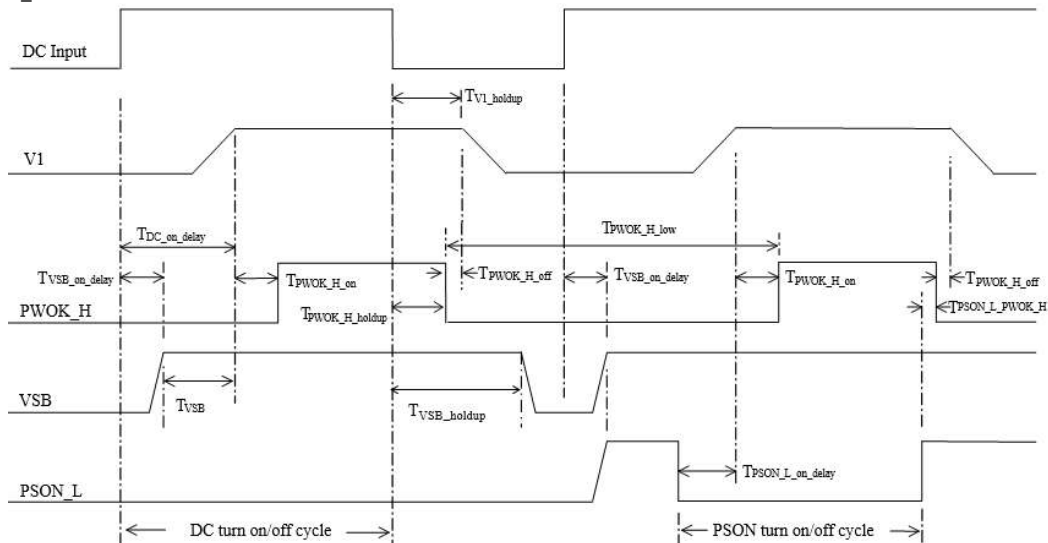 DC Input
TV1_holdup
V1
TDC_on_delay
TPWOK_H_low
TVSB_on_delay
TPWOK_H_on
TPWOK_H_off
TVSB_on_delay
TPWOK_H_on
TPWOK_H_off
PWOK_H
TPWOK_H_holdup
TPSON_L_PWOK_H
VSB
TVSB
TVSB_holdup
PSON_L
TPSON_L_on_delay
DC turn on/off cycle
PSON turn on/off cycle